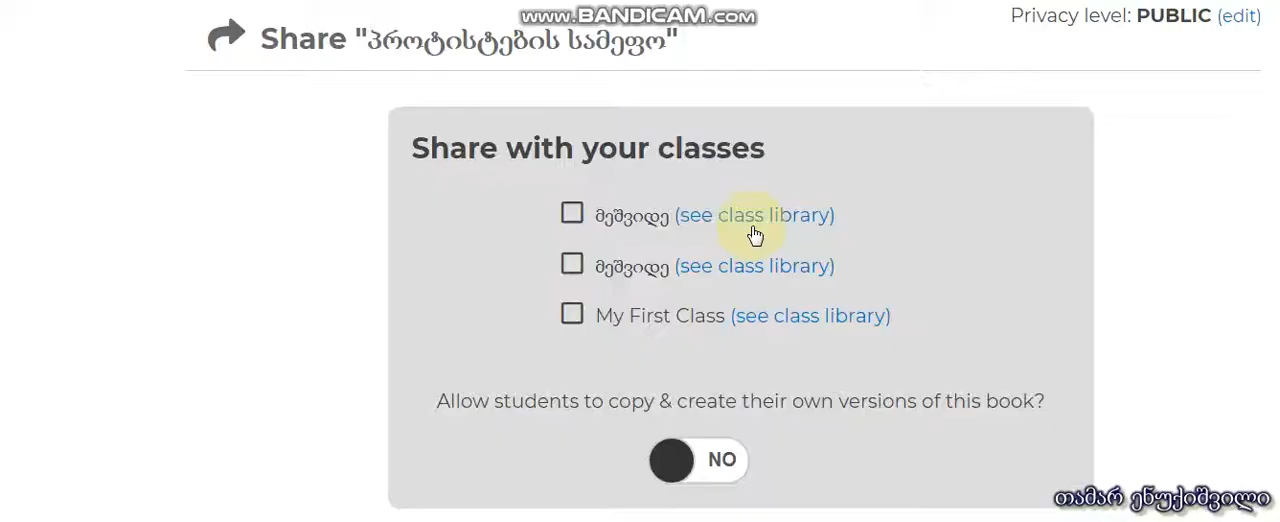 www.BANDICAM.com
Privacy level: PUBLIC (edit)
Share "პროტისტების სამეფო"
Share with your classes
მეშვიდე (see class library)
მეშვიდე (see class library)
My First Class (see class library)
Allow students to copy & create their own versions of this book?
NO
თამარ ენუქიშვილი